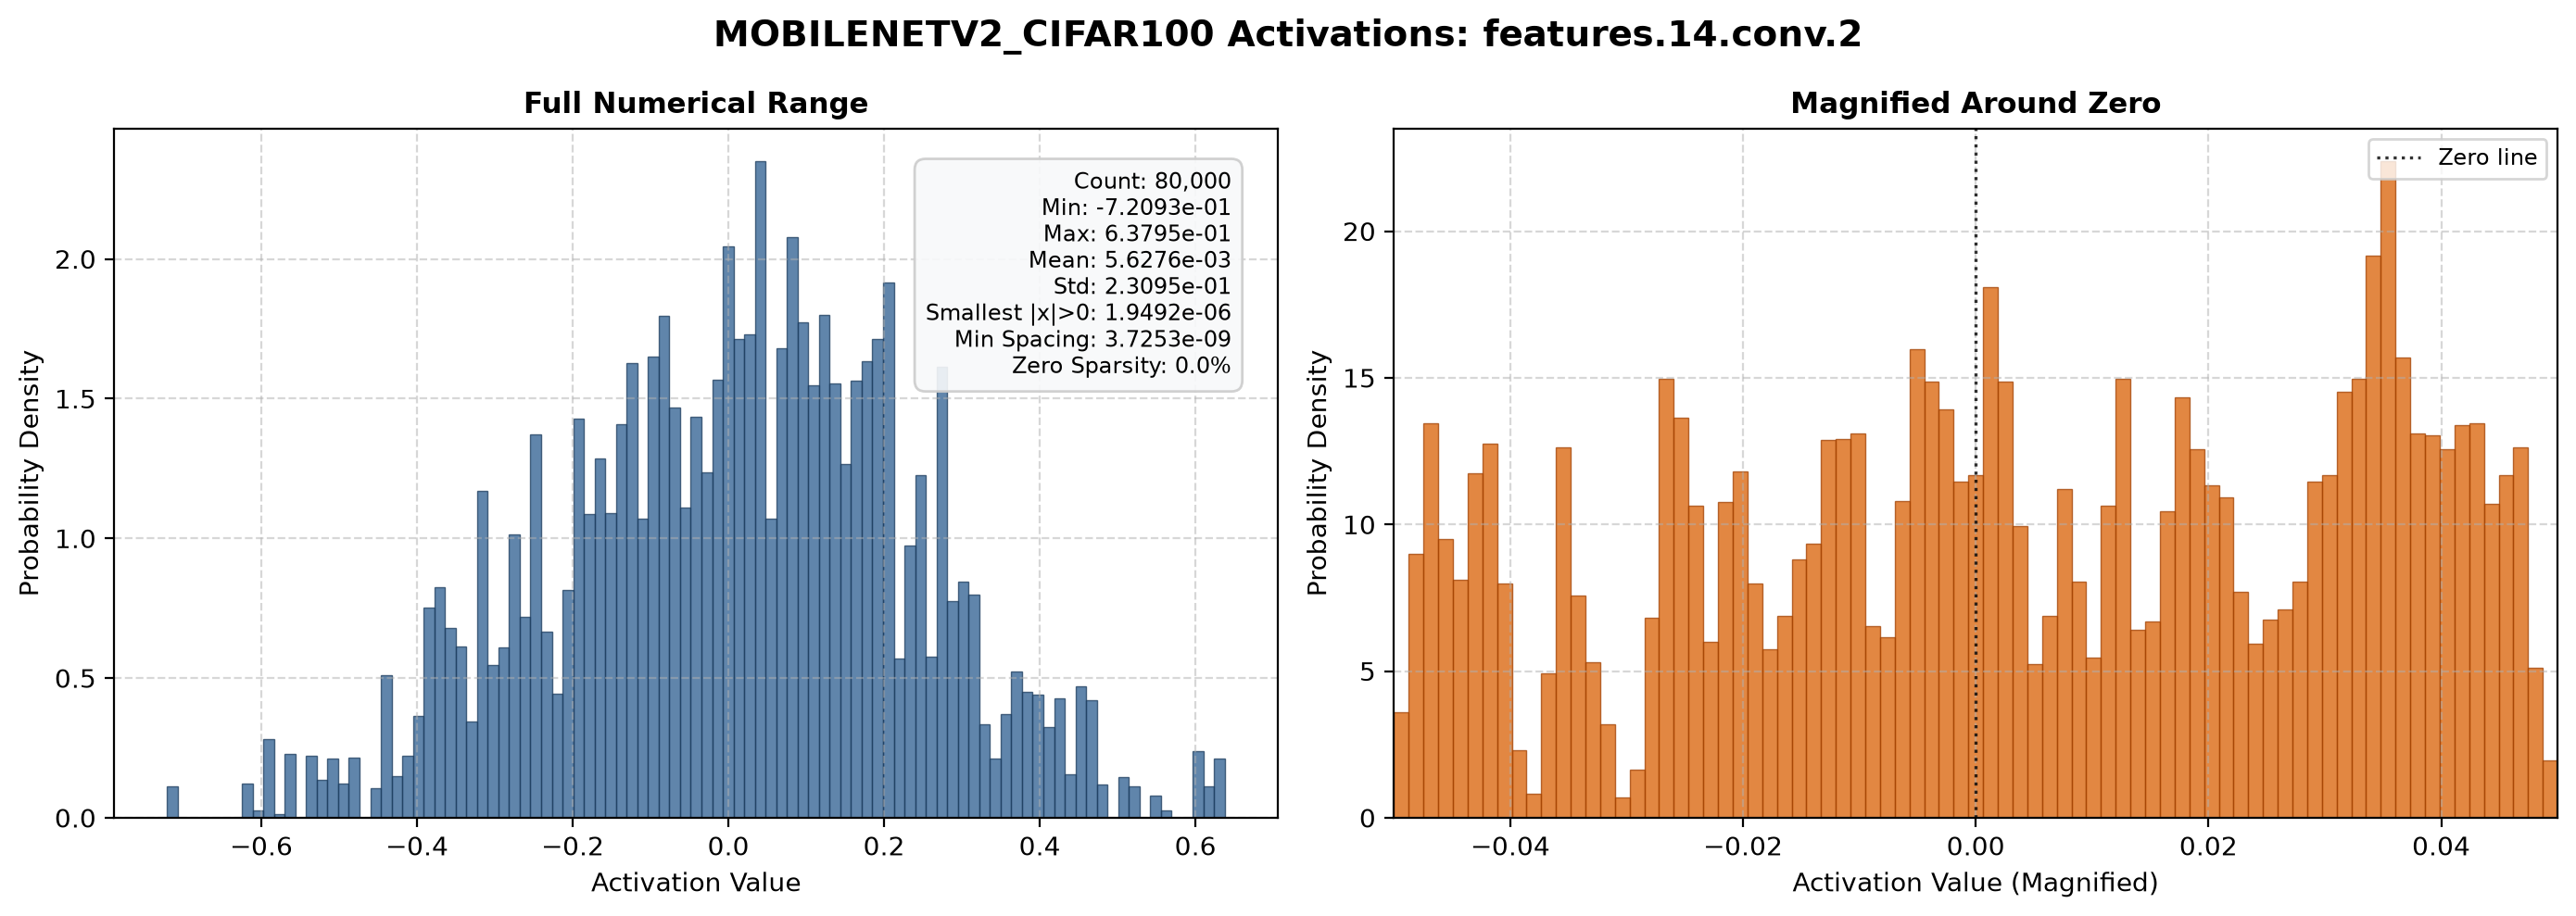 MOBILENETV2_CIFAR100 Activations: features.14.conv.2
Full Numerical Range
Count: 80,000
Min: -7.2093e-01
Max: 6.3795e-01
Mean: 5.6276e-03
Std: 2.3095e-01
Smallest |x|>0: 1.9492e-06
Min Spacing: 3.7253e-09
Zero Sparsity: 0.0%
Probability Density
2.0
1.5
1.0
0.5
0.0
−0.6 −0.4 −0.2 0.0 0.2 0.4 0.6
Activation Value
Magnified Around Zero
Zero line
Probability Density
20
15
10
5
0
−0.04 −0.02 0.00 0.02 0.04
Activation Value (Magnified)